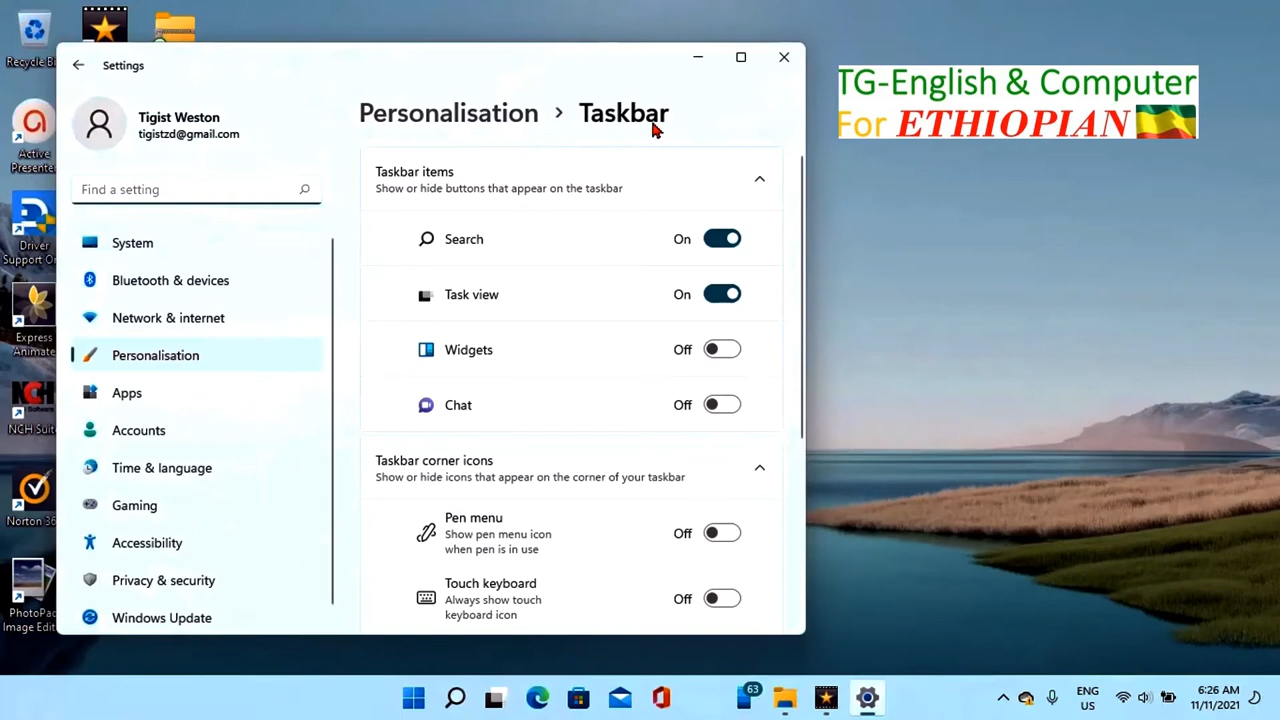 Recycle Bi
Active
Presente
Driver
Support On
Express
Animate
NCH
NCH Suit
Norton 36
PhotoPad
Image Edit
Settings
Tigist Weston
tigistzd@gmail.com
Find a setting
System
Bluetooth & devices
Network & internet
Personalisation
Apps
Accounts
Time & language
Gaming
Accessibility
Privacy & security
Windows Update
Personalisation > Taskbar
Taskbar items
Show or hide buttons that appear on the taskbar
Search On
Task view On
Widgets Off
Chat Off
Taskbar corner icons
Show or hide icons that appear on the corner of your taskbar
Pen menu
Show pen menu icon
when pen is in use
Off
Touch keyboard
Always show touch
keyboard icon
Off
TG-English & Computer
For ETHIOPIAN
63
ENG
US
6:26 AM
11/11/2021